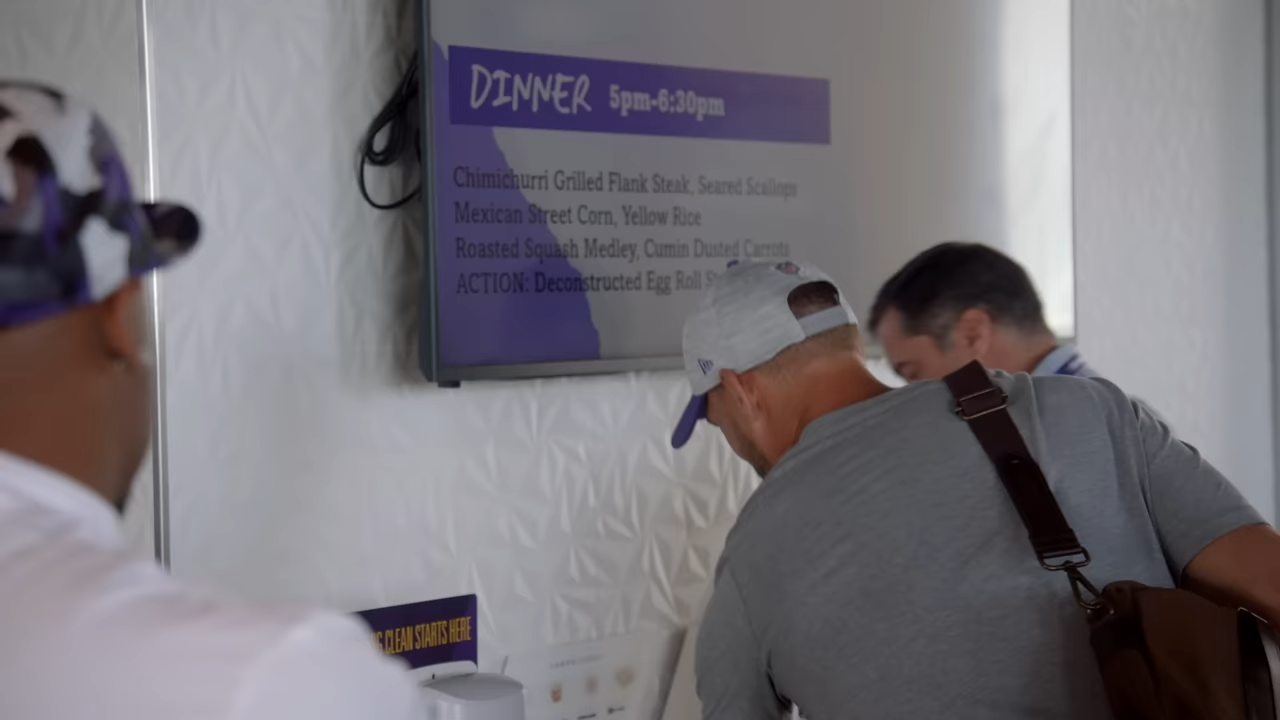 DINNER 5pm-6:30pm
Chimichurri Grilled Flank Steak, Seared Scallops
Mexican Street Corn, Yellow Rice
Roasted Squash Medley, Cumin Dusted Carrots
ACTION: Deconstructed Egg Roll
CLEAN STARTS HERE